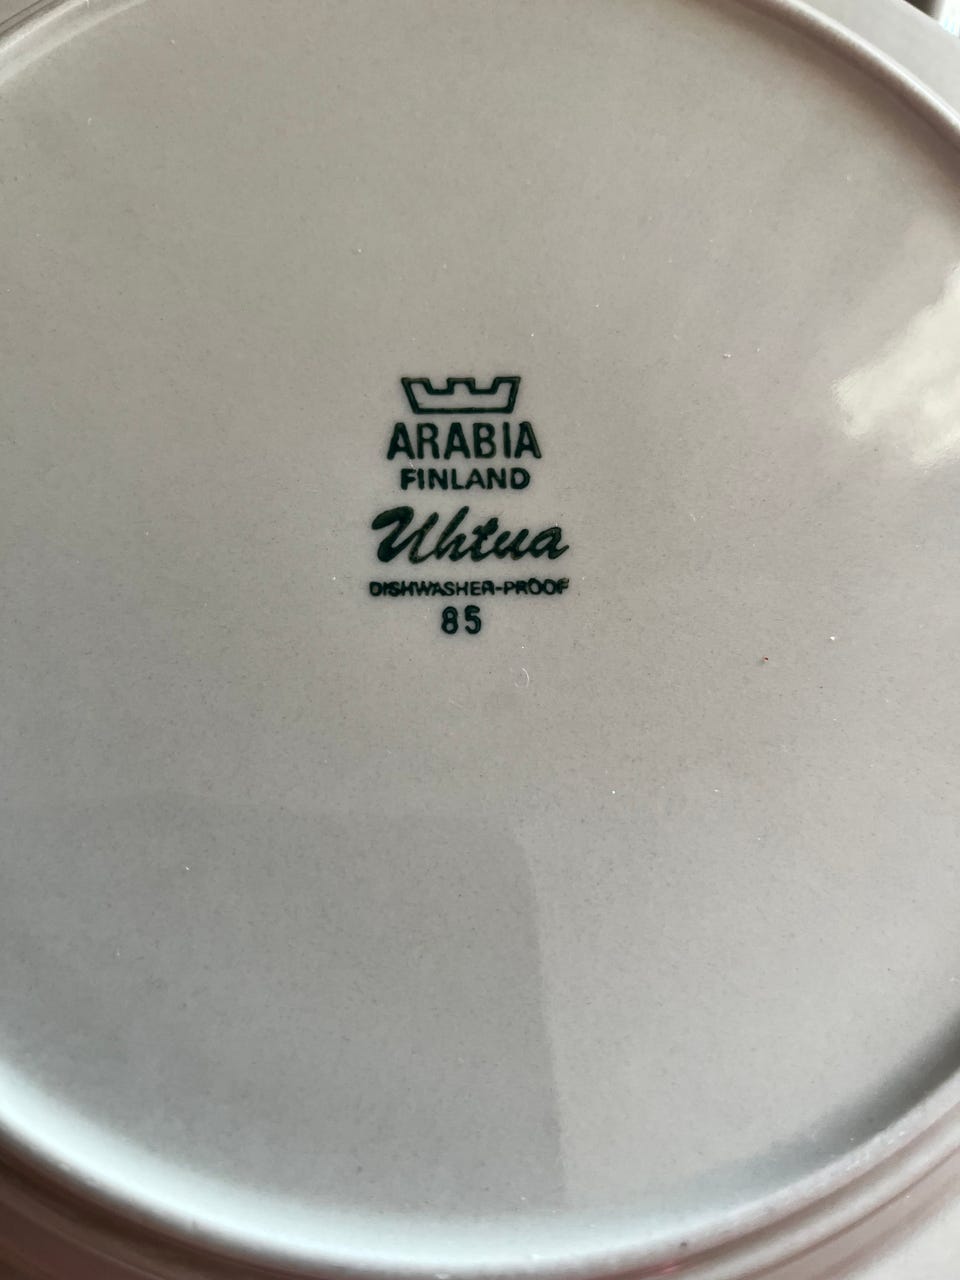 ARABIA
FINLAND
Uhtua
DISHWASHER-PROOF
85